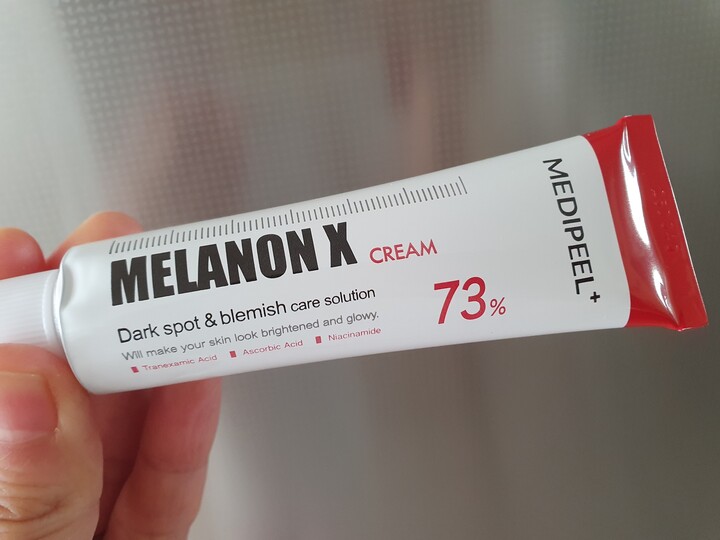 MELANON X CREAM
Dark spot & blemish care solution
Will make your skin look brightened and glowy.
Tranexamic Acid Ascorbic Acid Niacinamide
73%
MEDIPEEL+